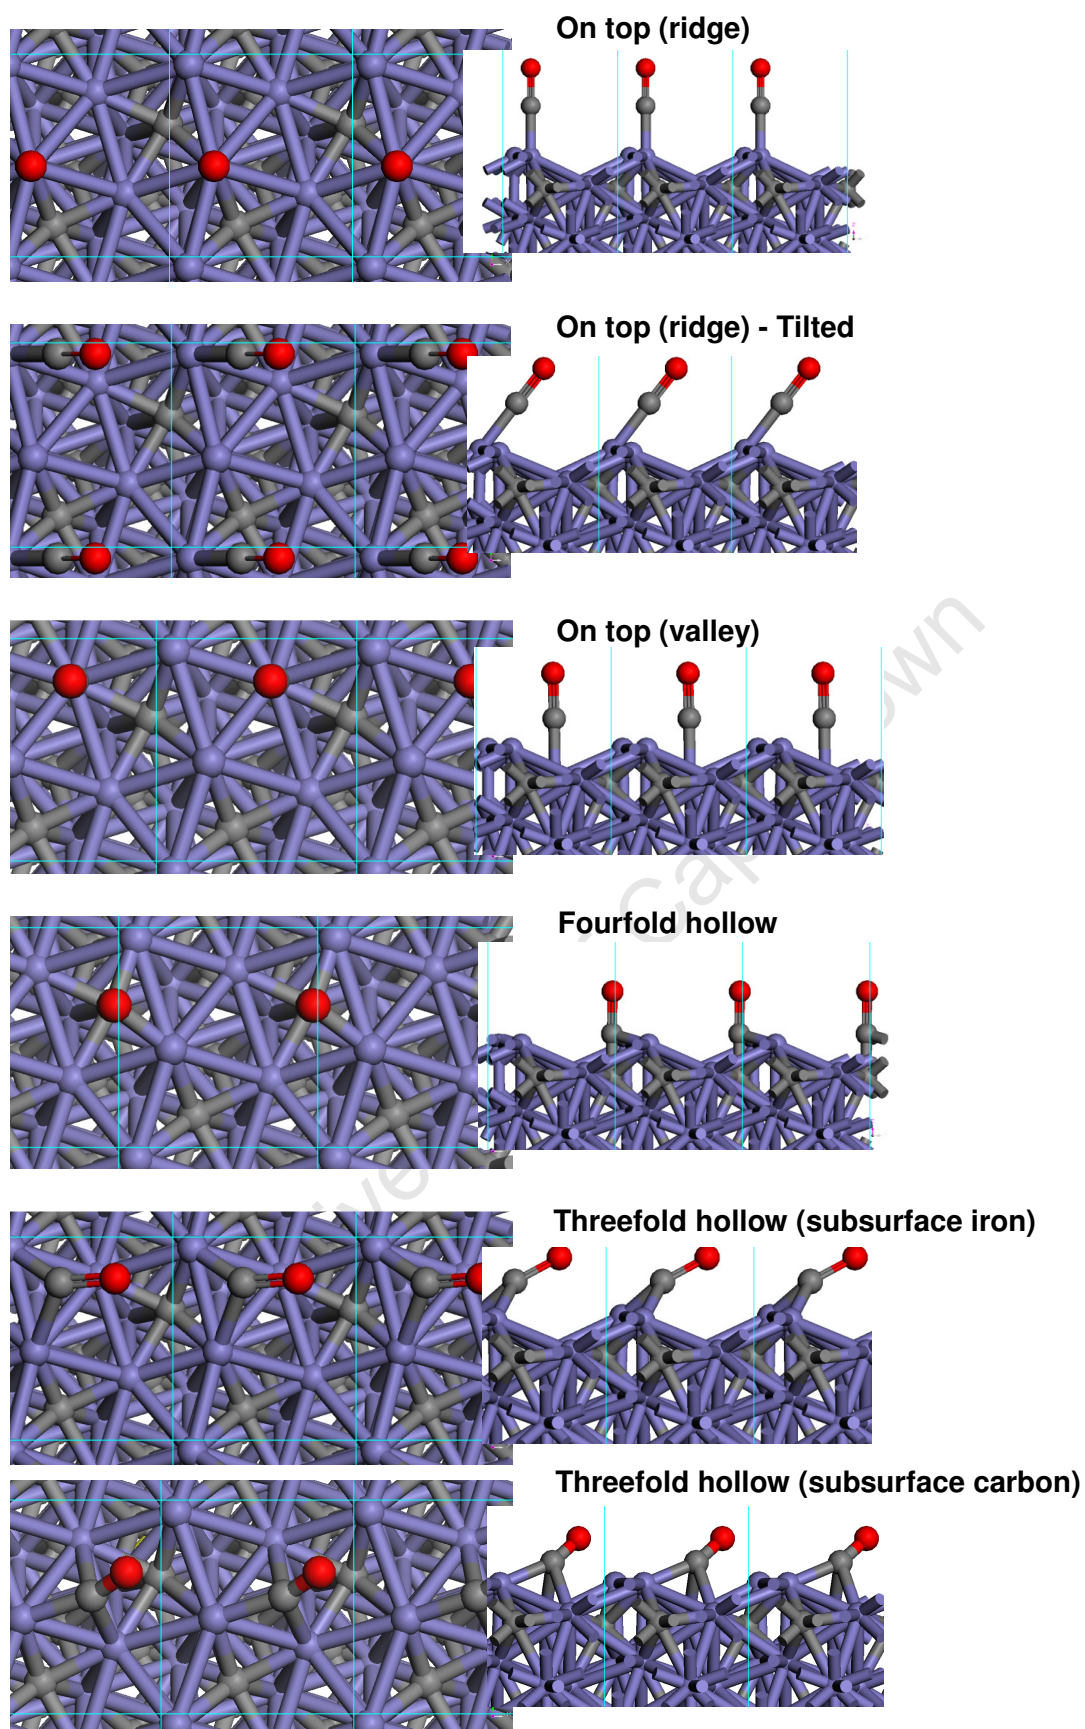 On top (ridge)
On top (ridge) - Tilted
On top (valley)
Fourfold hollow
Threefold hollow (subsurface iron)
Threefold hollow (subsurface carbon)